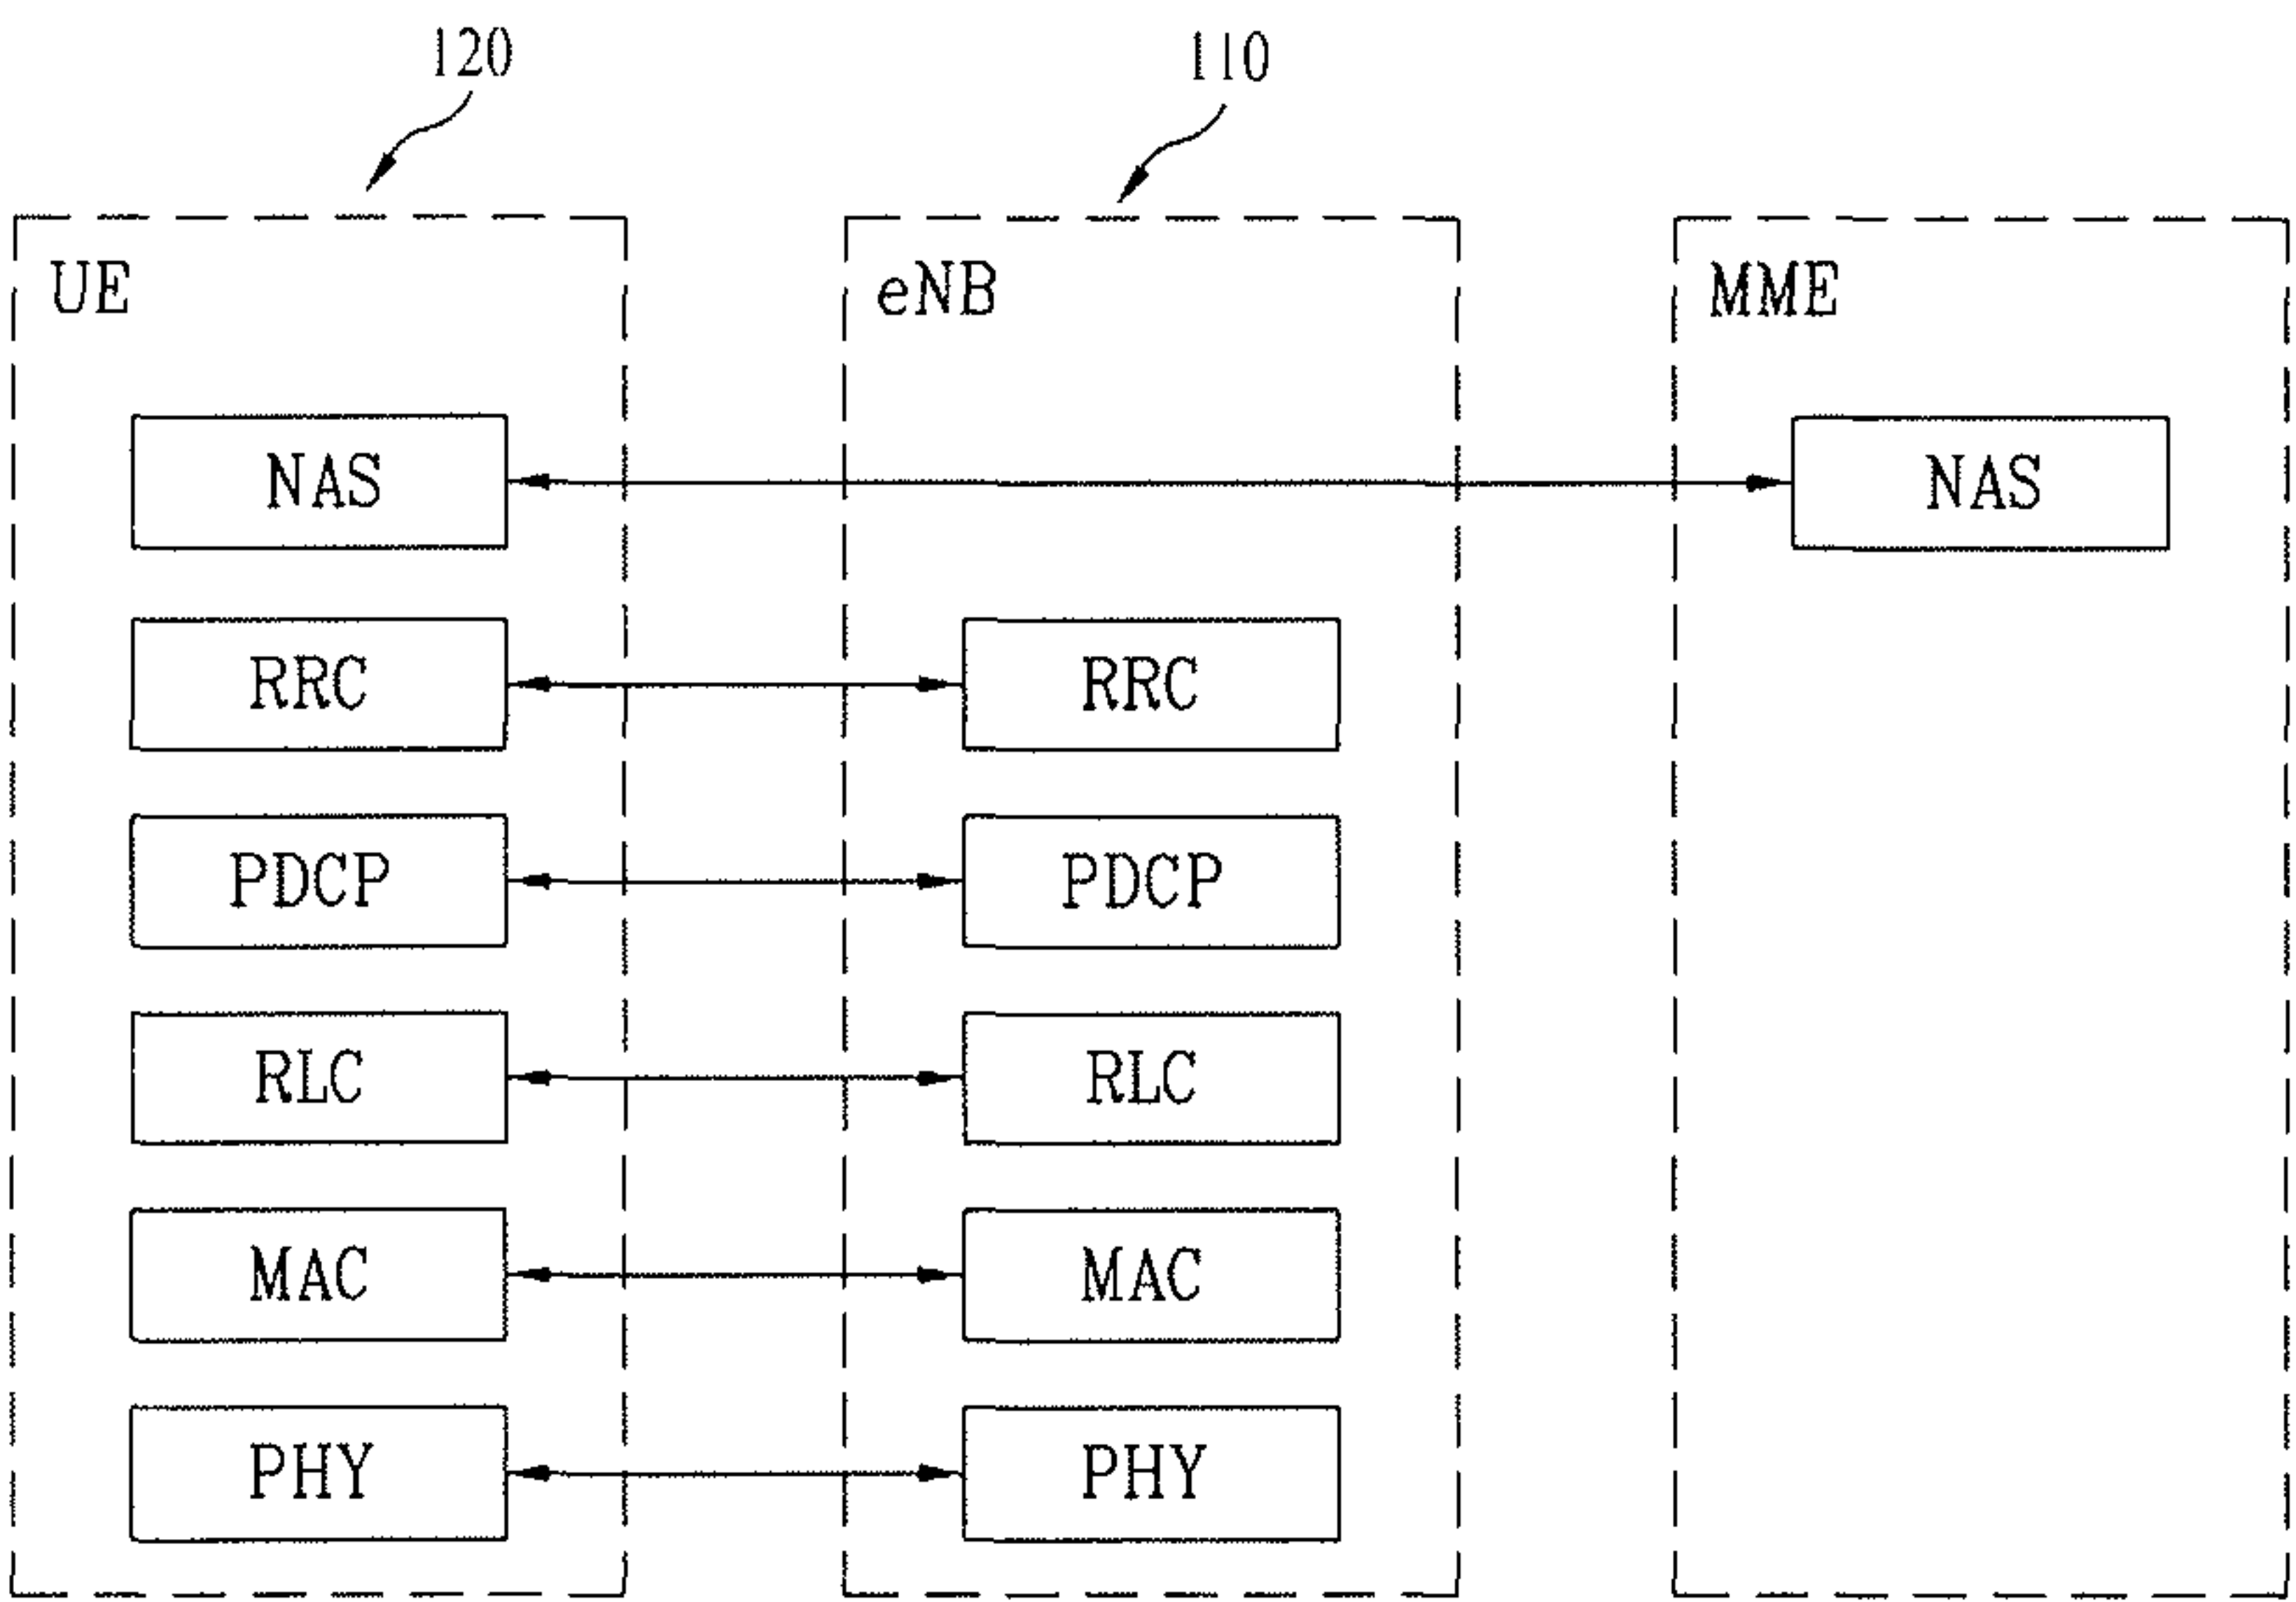 120
110
UE
eNB
MME
NAS
NAS
RRC
RRC
PDCP
PDCP
RLC
RLC
MAC
MAC
PHY
PHY